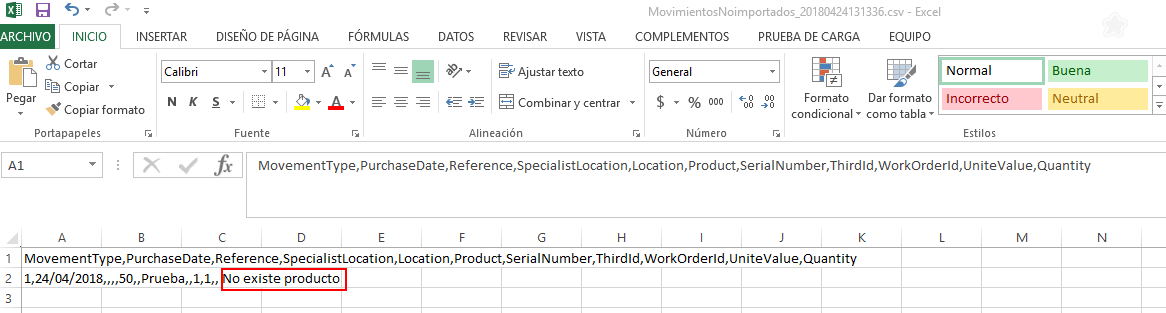 MovimientosNoimportados_20180424131336.csv - Excel
ARCHIVO INICIO INSERTAR DISEÑO DE PÁGINA FÓRMULAS DATOS REVISAR VISTA COMPLEMENTOS PRUEBA DE CARGA EQUIPO
Pegar
Cortar
Copiar
Copiar formato
Portapapeles
Calibri 11
N K S
Fuente
Ajustar texto
Combinar y centrar
Alineación
General
$ % 000
Número
Formato condicional
Dar formato como tabla
Normal Buena
Incorrecto Neutral
Estilos
A1
fx
MovementType,PurchaseDate,Reference,SpecialistLocation,Location,Product,SerialNumber,ThirdId,WorkOrderId,UniteValue,Quantity
A B C D E F G H I J K L M N
1 MovementType,PurchaseDate,Reference,SpecialistLocation,Location,Product,SerialNumber,ThirdId,WorkOrderId,UniteValue,Quantity
2 1,24/04/2018,,,,50,,Prueba,,1,1,, No existe producto
3